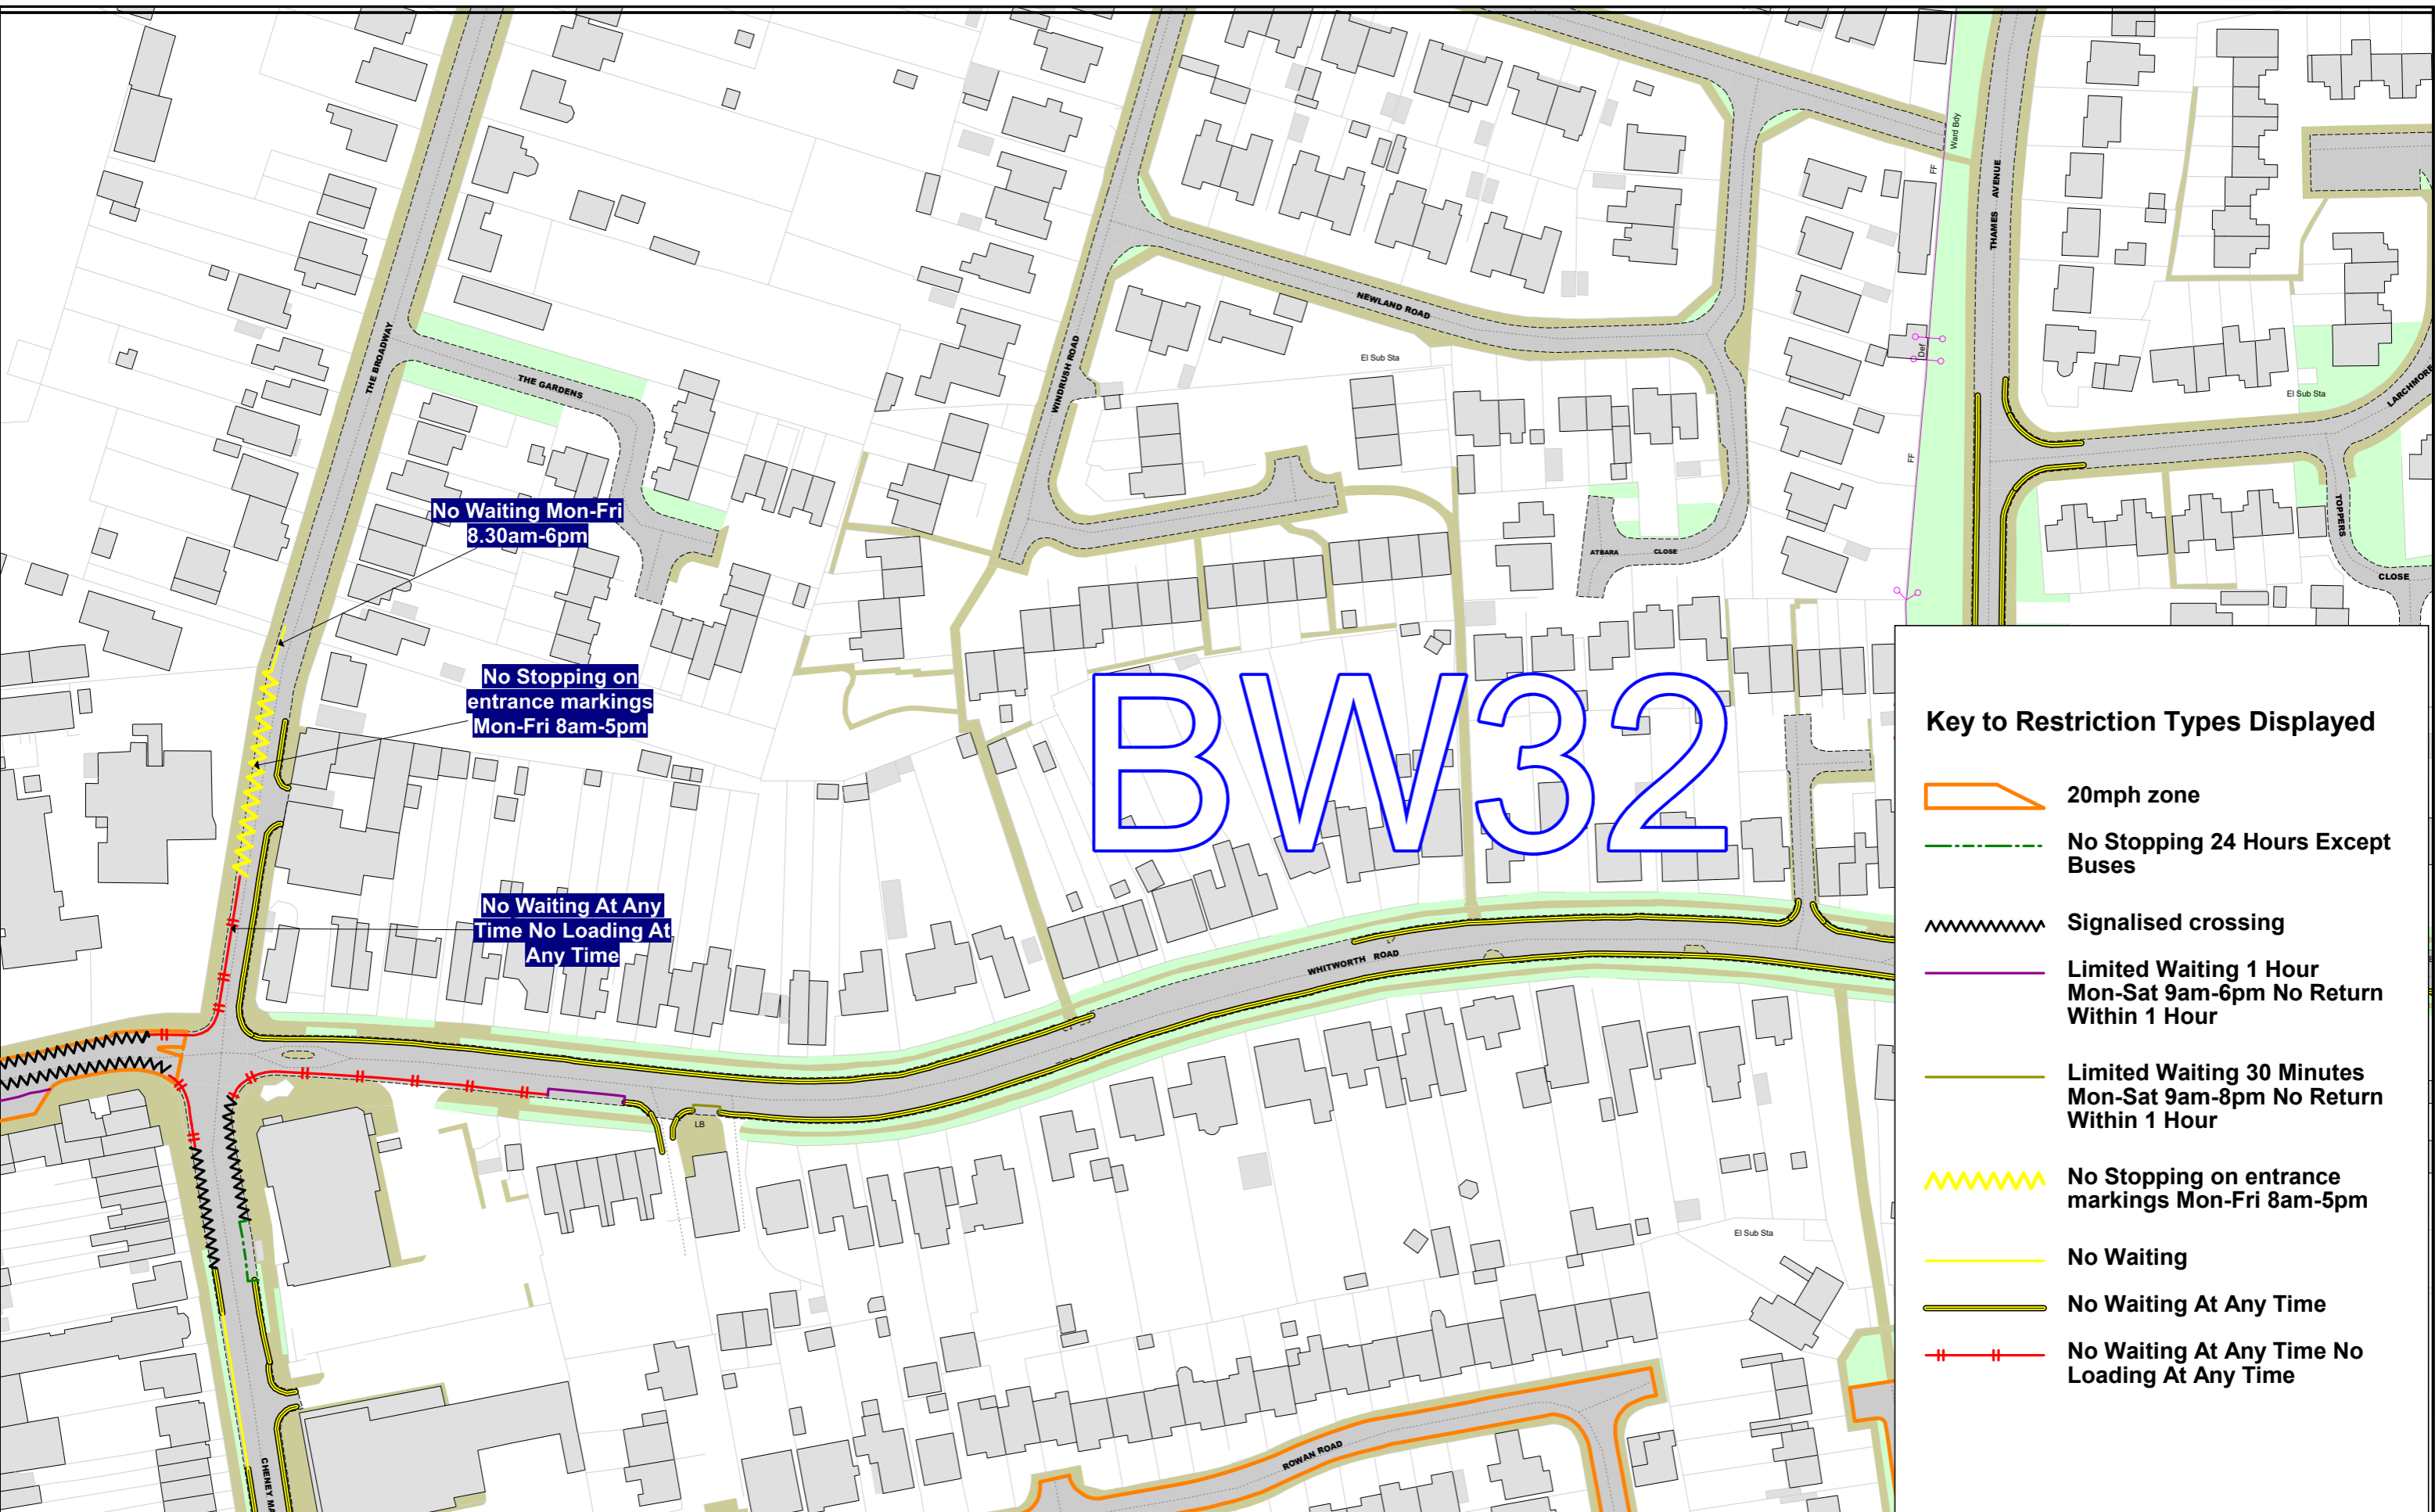 Ward Bdy
FF
THAMES AVENUE
NEWLAND ROAD
THE BROADWAY
WINDRUSH ROAD
El Sub Sta
Def
THE GARDENS
El Sub Sta
LARCHMORE
FF
TOPPERS
CLOSE
No Waiting Mon-Fri
8.30am-6pm
ATBARA CLOSE
No Stopping on
entrance markings
Mon-Fri 8am-5pm
BW32
No Waiting At Any
Time No Loading At
Any Time
WHITWORTH ROAD
LB
El Sub Sta
ROWAN ROAD
CHENEY MA
Key to Restriction Types Displayed
20mph zone
No Stopping 24 Hours Except
Buses
Signalised crossing
Limited Waiting 1 Hour
Mon-Sat 9am-6pm No Return
Within 1 Hour
Limited Waiting 30 Minutes
Mon-Sat 9am-8pm No Return
Within 1 Hour
No Stopping on entrance
markings Mon-Fri 8am-5pm
No Waiting
No Waiting At Any Time
No Waiting At Any Time No
Loading At Any Time